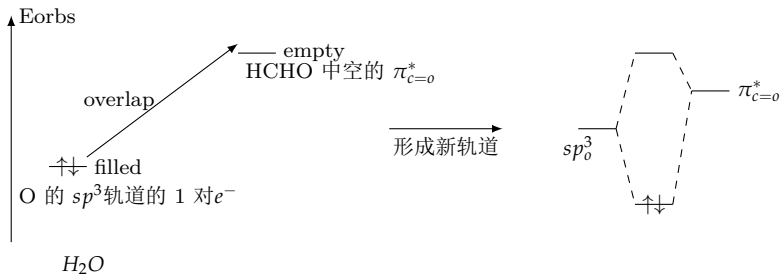 Eorbs
empty
HCHO 中空的 π*c=o
overlap
π*c=o
形成新轨道
sp³o
filled
O 的 sp³轨道的 1 对e⁻
H₂O